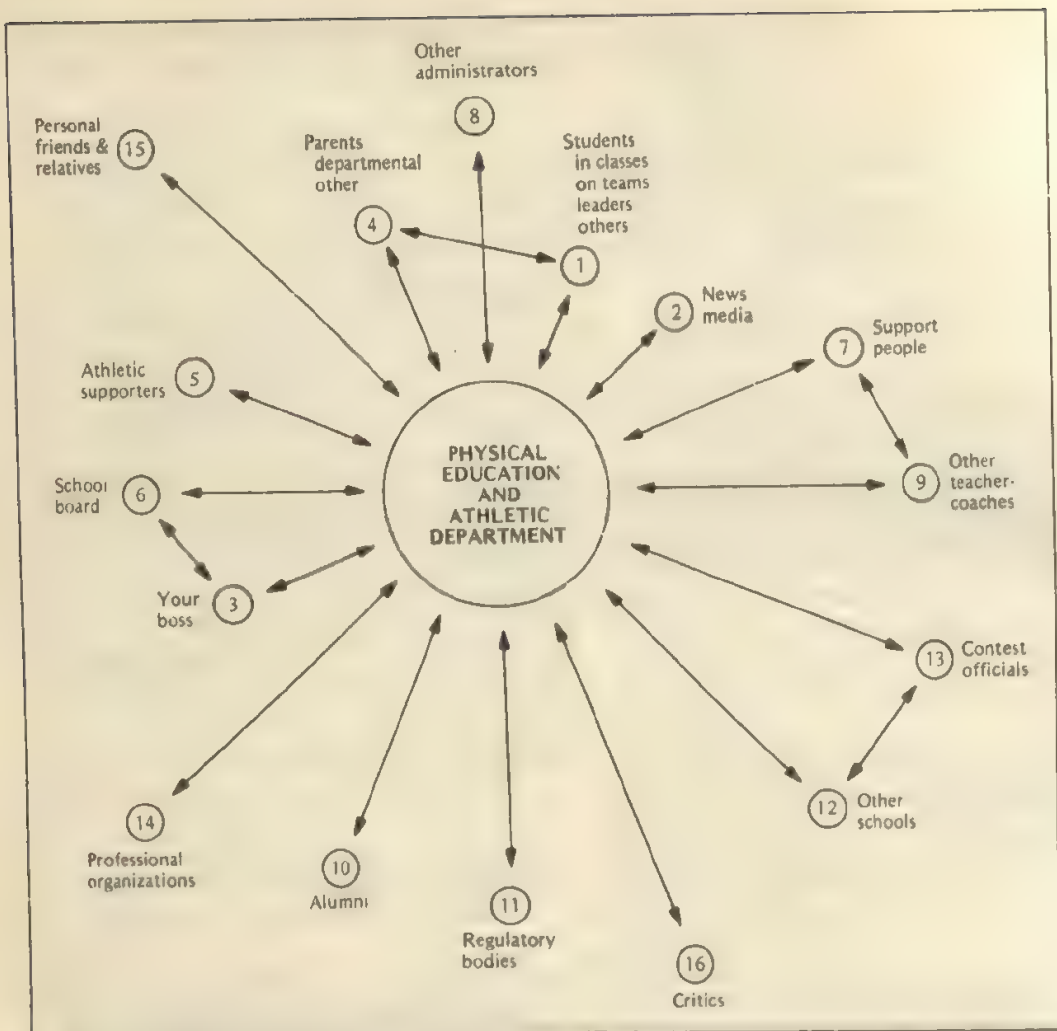 Other
administrators
8
Personal
friends &
relatives
15
Parents
departmental
other
4
Students
in classes
on teams
leaders
others
1
2
News
media
7
Support
people
Athletic
supporters
5
PHYSICAL
EDUCATION
AND
ATHLETIC
DEPARTMENT
School
board
6
9
Other
teacher-
coaches
Your
boss
3
13
Contest
officials
12
Other
schools
14
Professional
organizations
10
Alumni
11
Regulatory
bodies
16
Critics